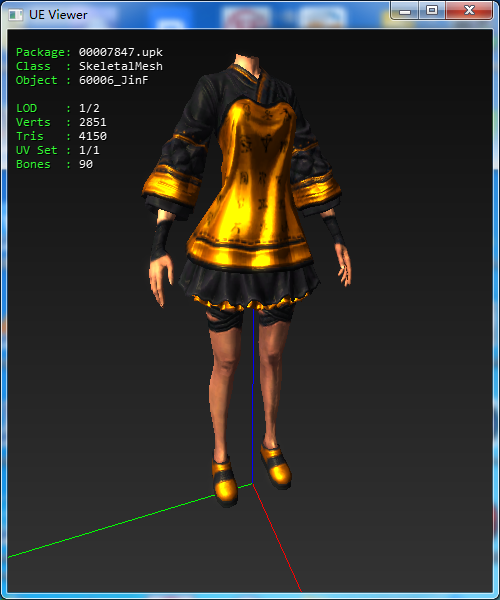 UE Viewer
Package: 00007847.upk
Class : SkeletalMesh
Object : 60006_JinF
LOD : 1/2
Verts : 2851
Tris : 4150
UV Set : 1/1
Bones : 90